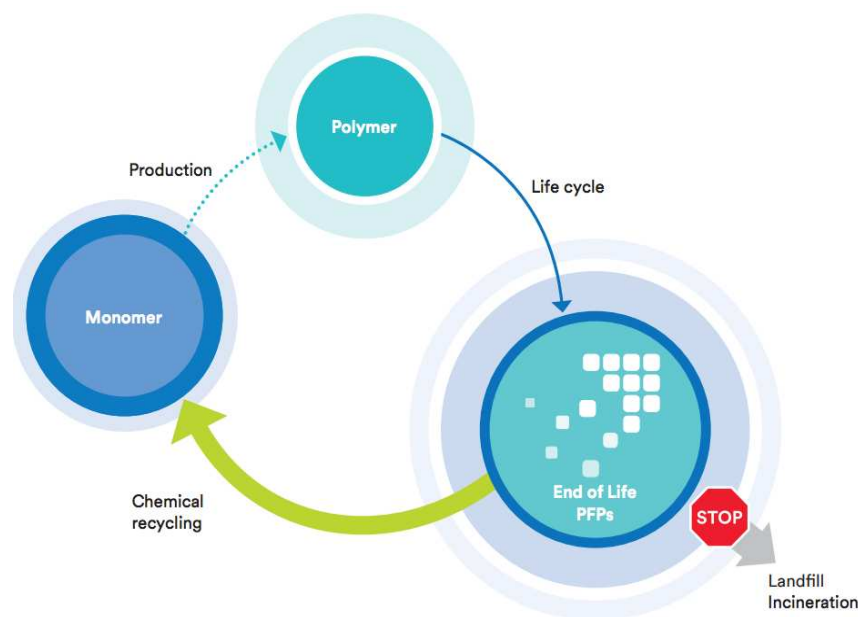 Polymer
Production
Life cycle
Monomer
End of Life
PFPs
Chemical
recycling
STOP
Landfill
Incineration